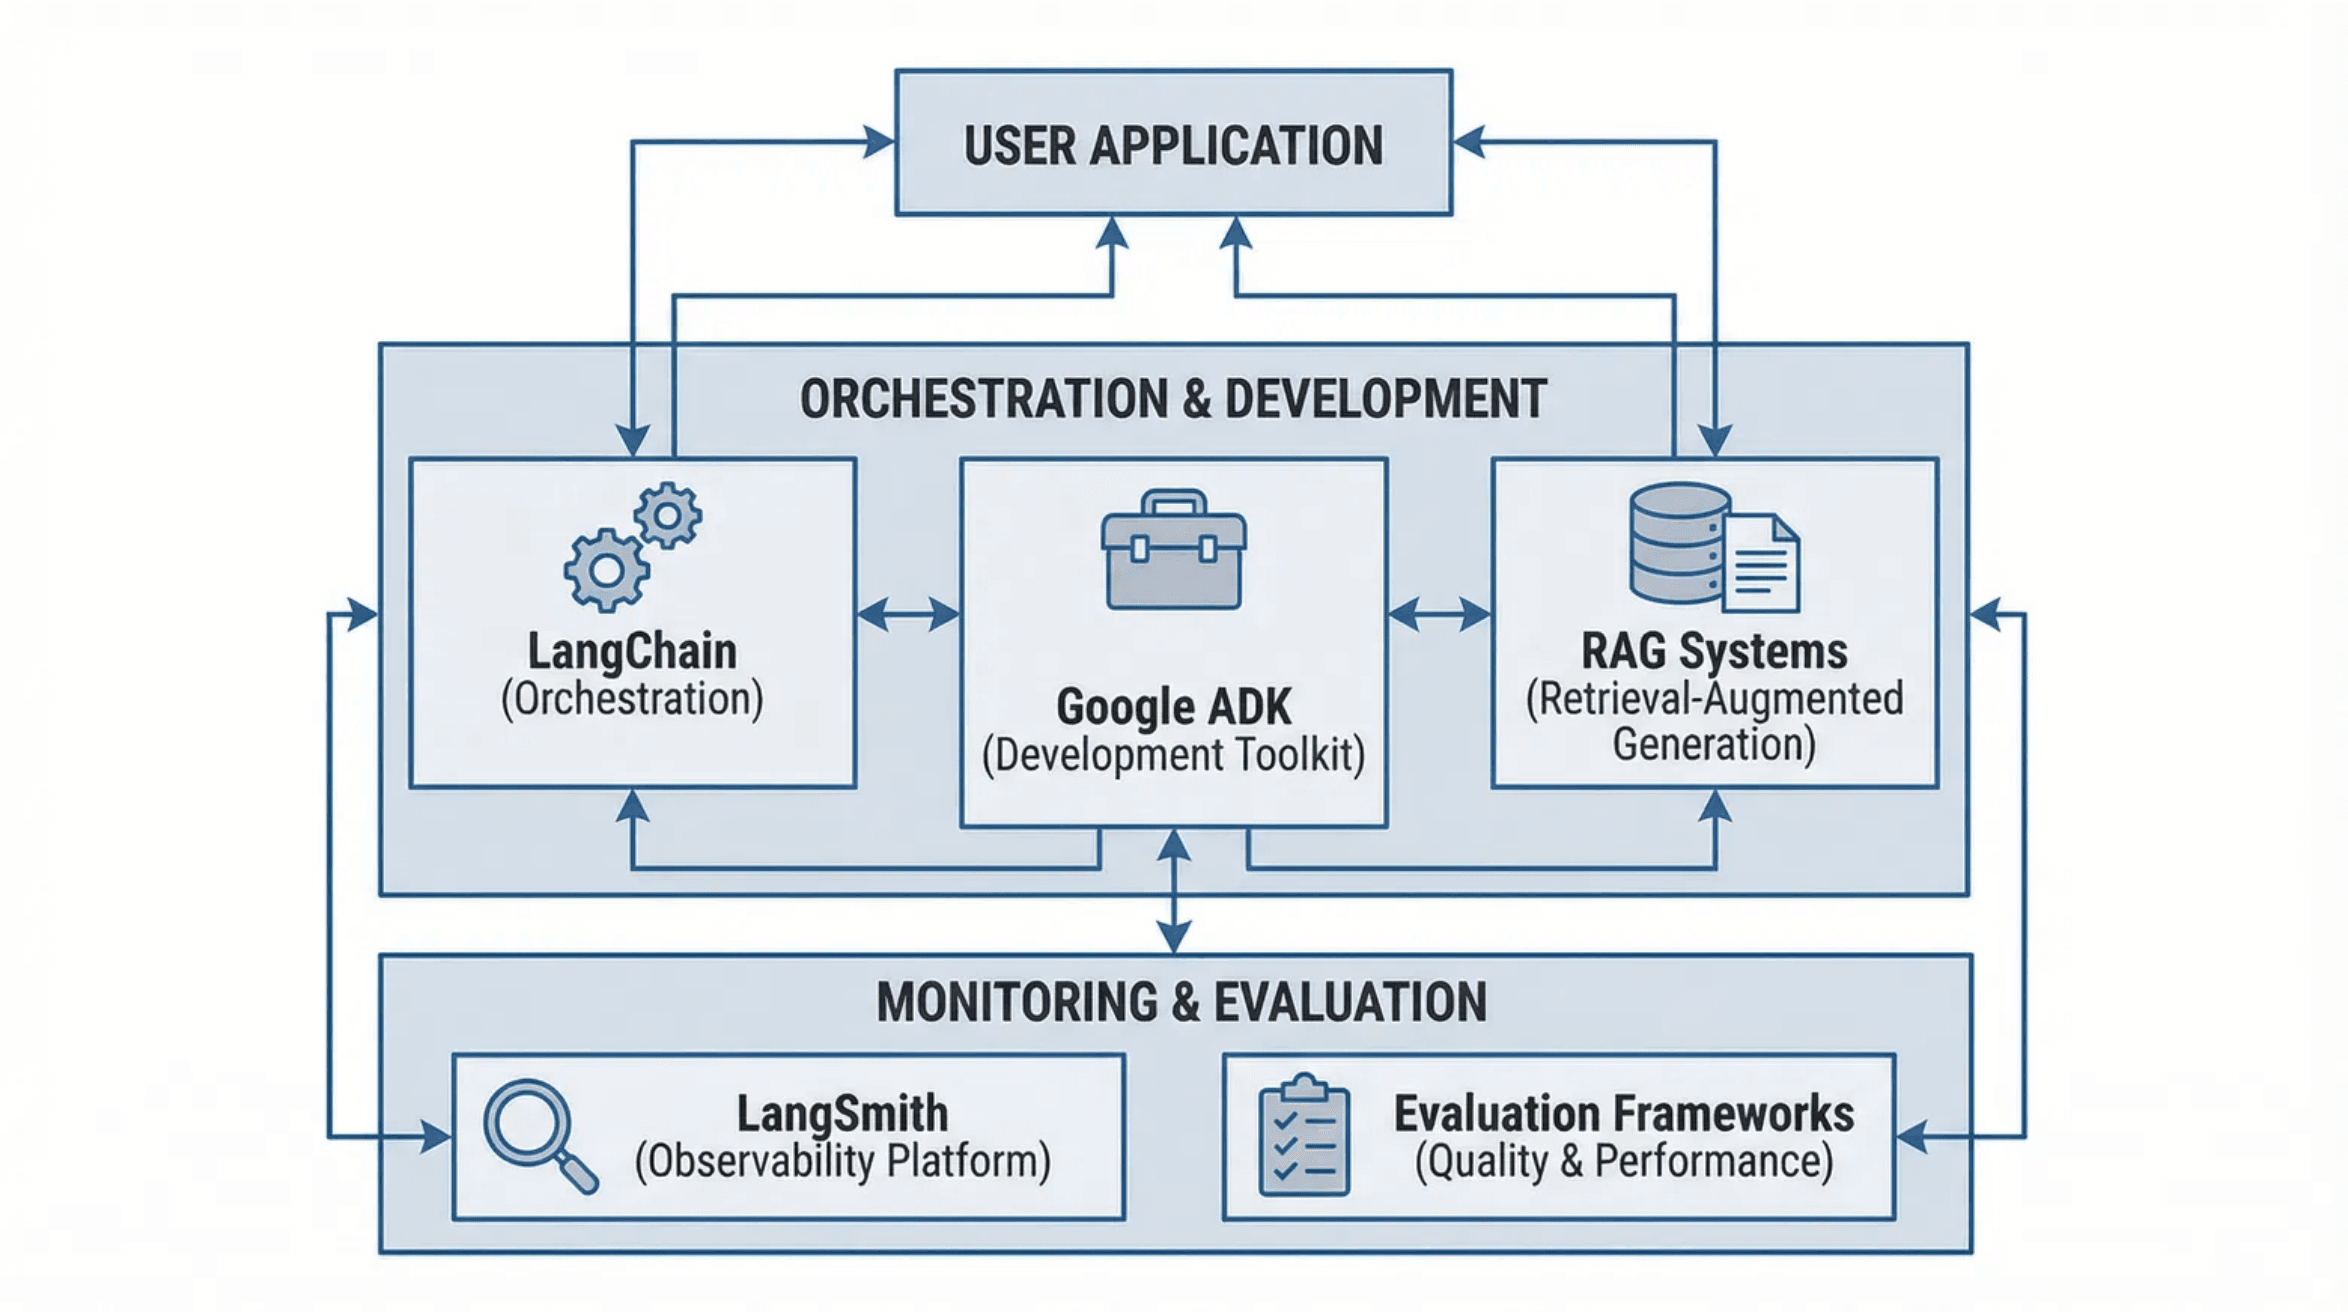 USER APPLICATION
ORCHESTRATION & DEVELOPMENT
LangChain
(Orchestration)
Google ADK
(Development Toolkit)
RAG Systems
(Retrieval-Augmented
Generation)
MONITORING & EVALUATION
LangSmith
(Observability Platform)
Evaluation Frameworks
(Quality & Performance)